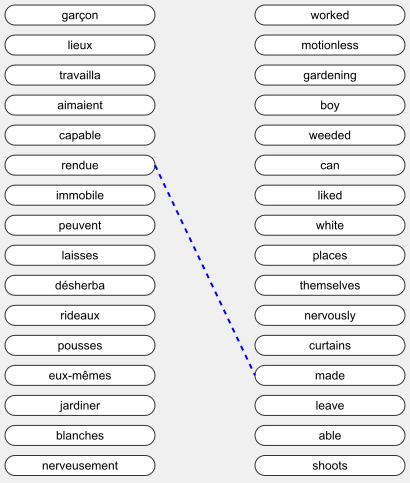 garçon worked
lieux motionless
travailla gardening
aimaient boy
capable weeded
rendue can
immobile liked
peuvent white
laisses places
désherba themselves
rideaux nervously
pousses curtains
eux-mêmes made
jardiner leave
blanches able
nerveusement shoots